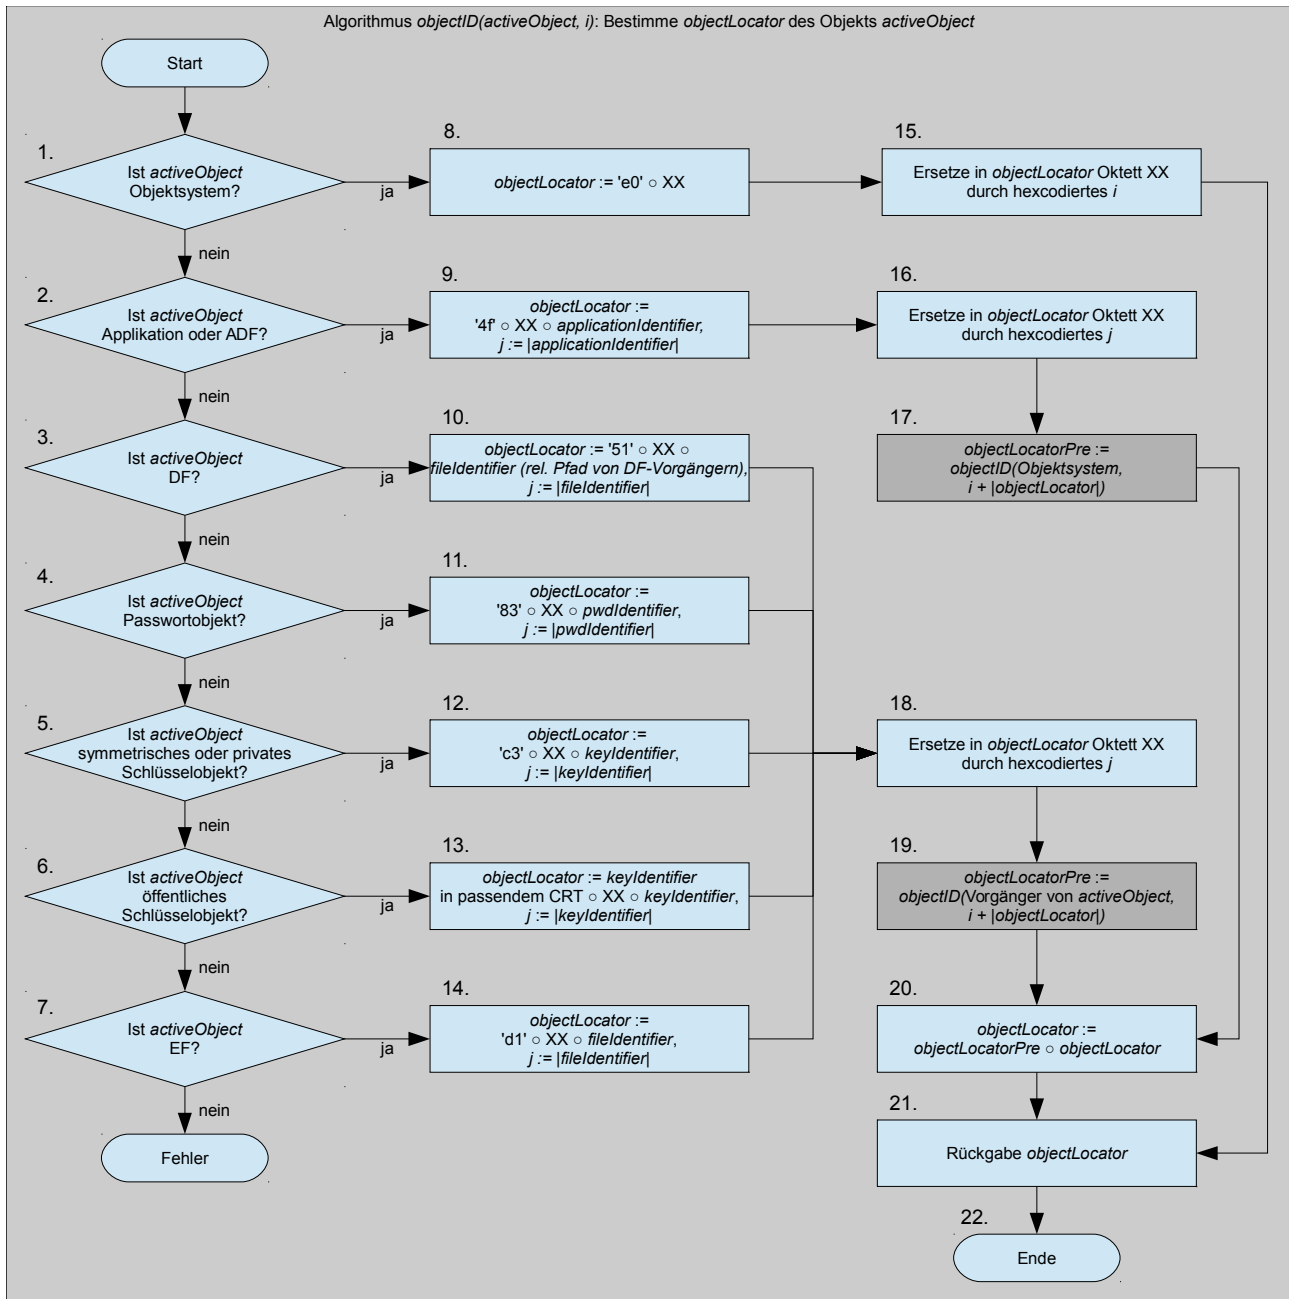 Algorithmus objectID(activeObject, i): Bestimme objectLocator des Objekts activeObject
Start
1.
Ist activeObject
Objektsystem?
ja
nein
8.
objectLocator := 'e0' ○ XX
15.
Ersetze in objectLocator Oktett XX
durch hexcodiertes i
2.
Ist activeObject
Applikation oder ADF?
ja
nein
9.
objectLocator :=
'4f' ○ XX ○ applicationIdentifier,
j := |applicationIdentifier|
16.
Ersetze in objectLocator Oktett XX
durch hexcodiertes j
3.
Ist activeObject
DF?
ja
nein
10.
objectLocator := '51' ○ XX ○
fileIdentifier (rel. Pfad von DF-Vorgängern),
j := |fileIdentifier|
17.
objectLocatorPre :=
objectID(Objektsystem,
i + |objectLocator|)
4.
Ist activeObject
Passwortobjekt?
ja
nein
11.
objectLocator :=
'83' ○ XX ○ pwdIdentifier,
j := |pwdIdentifier|
5.
Ist activeObject
symmetrisches oder privates
Schlüsselobjekt?
ja
nein
12.
objectLocator :=
'c3' ○ XX ○ keyIdentifier,
j := |keyIdentifier|
18.
Ersetze in objectLocator Oktett XX
durch hexcodiertes j
6.
Ist activeObject
öffentliches
Schlüsselobjekt?
ja
nein
13.
objectLocator := keyIdentifier
in passendem CRT ○ XX ○ keyIdentifier,
j := |keyIdentifier|
19.
objectLocatorPre :=
objectID(Vorgänger von activeObject,
i + |objectLocator|)
7.
Ist activeObject
EF?
ja
nein
14.
objectLocator :=
'd1' ○ XX ○ fileIdentifier,
j := |fileIdentifier|
20.
objectLocator :=
objectLocatorPre ○ objectLocator
Fehler
21.
Rückgabe objectLocator
22.
Ende